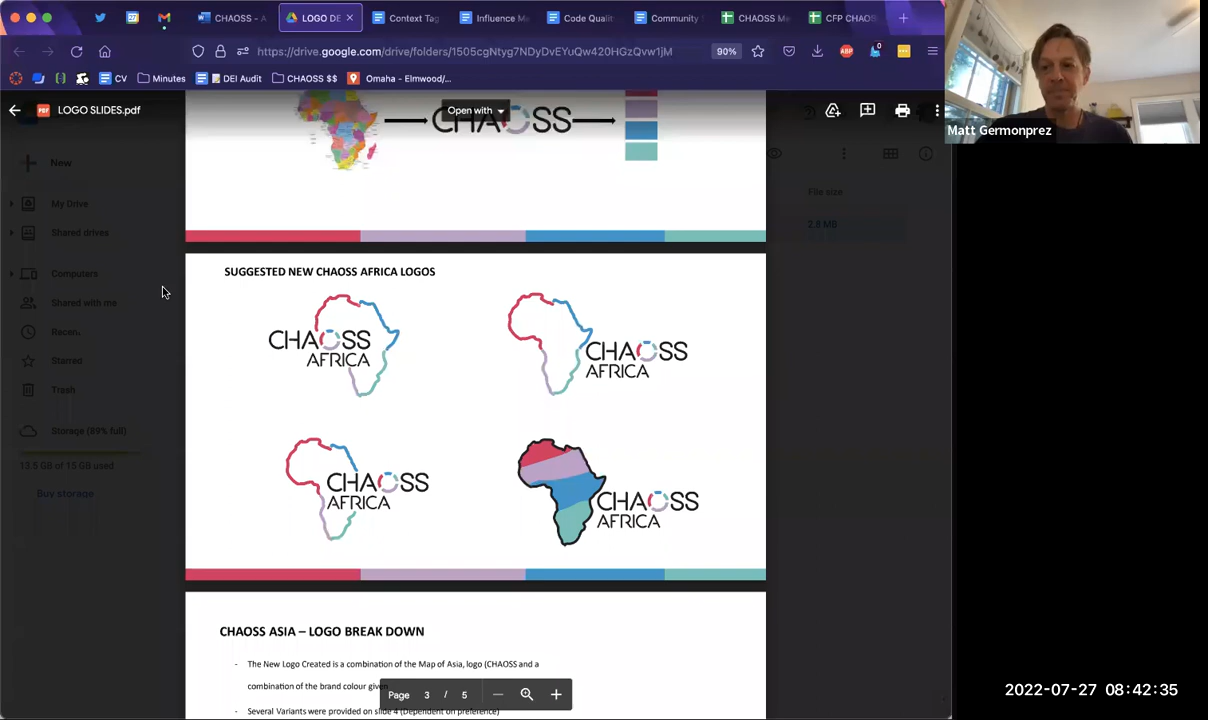 CHAOSS - A
LOGO DE
Context Tag
Influence M
Code Qualit
Community
CHAOSS Me
CFP CHAOS
https://drive.google.com/drive/folders/1505cgNtyg7NDyDvEYuQw420HGzQvw1jM
90%
0
CV
Minutes
DEI Audit
CHAOSS $$
Omaha - Elmwood/...
LOGO SLIDES.pdf
Open with
CHAOSS
Matt Germonprez
New
My Drive
Shared drives
Computers
Shared with me
Recen
Starred
Trash
Storage (89% full)
13.5 GB of 15 GB used
Buy storage
File size
2.8 MB
SUGGESTED NEW CHAOSS AFRICA LOGOS
CHAOSS
AFRICA
CHAOSS
AFRICA
CHAOSS
AFRICA
CHAOSS
AFRICA
CHAOSS ASIA – LOGO BREAK DOWN
- The New Logo Created is a combination of the Map of Asia, logo (CHAOSS and a
combination of the brand colour given
- Several Variants were provided on slide 4 (Dependent on preference)
Page 3 / 5
2022-07-27 08:42:35